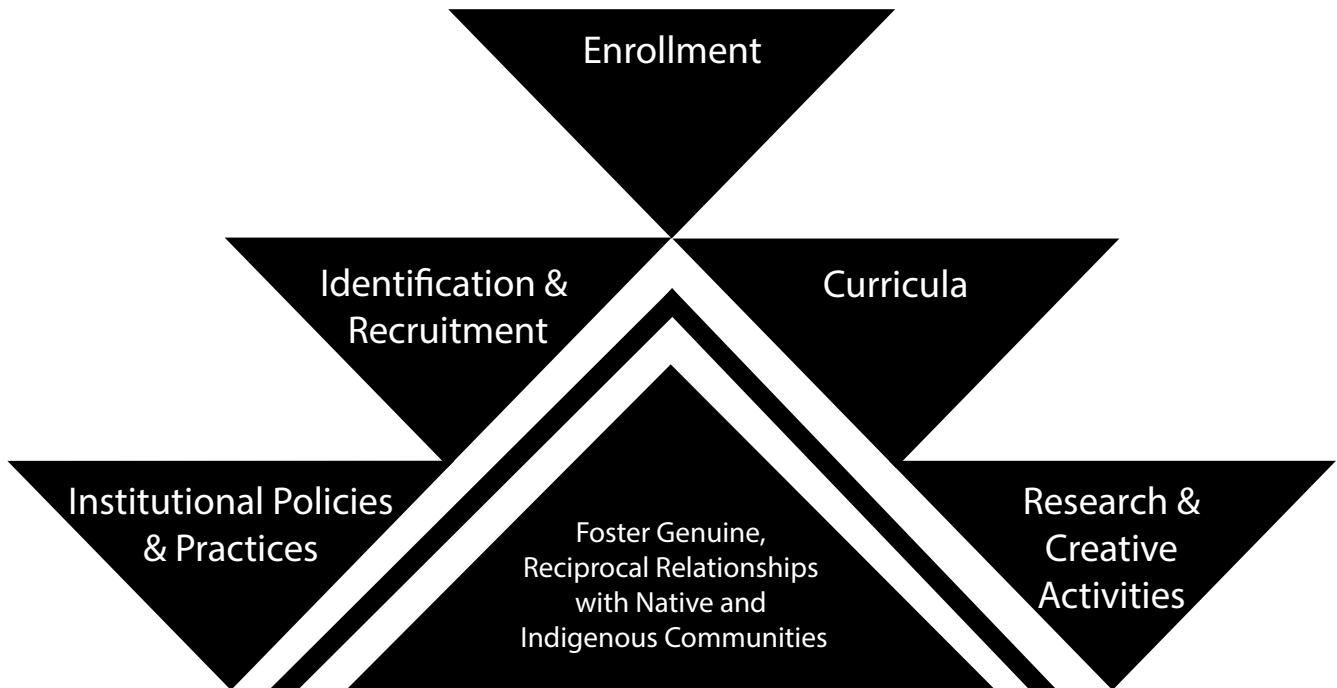 Enrollment
Identification &
Recruitment
Curricula
Institutional Policies
& Practices
Foster Genuine,
Reciprocal Relationships
with Native and
Indigenous Communities
Research &
Creative
Activities